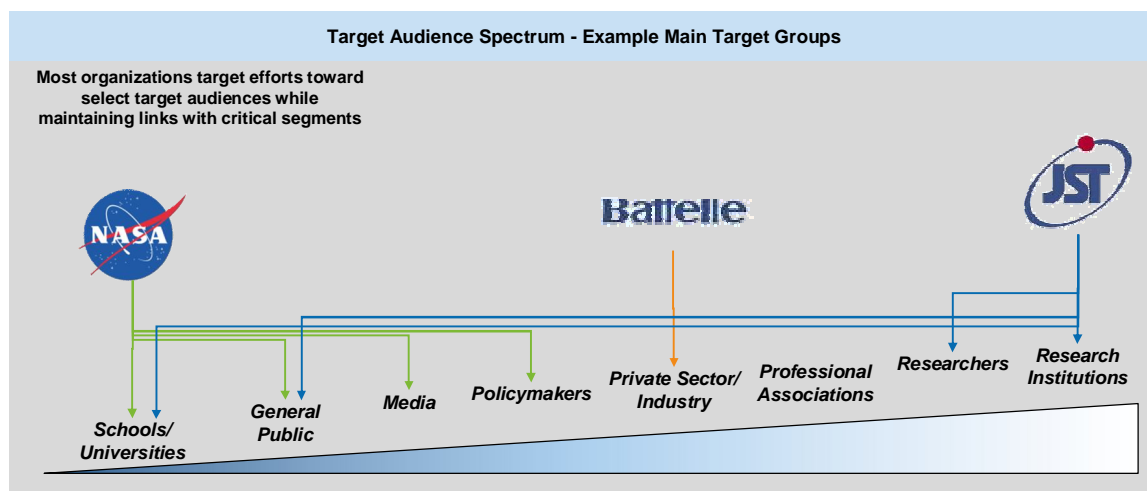 Target Audience Spectrum - Example Main Target Groups
Most organizations target efforts toward
select target audiences while
maintaining links with critical segments
NASA
Battelle
JST
Schools/
Universities
General
Public
Media
Policymakers
Private Sector/
Industry
Professional
Associations
Researchers
Research
Institutions